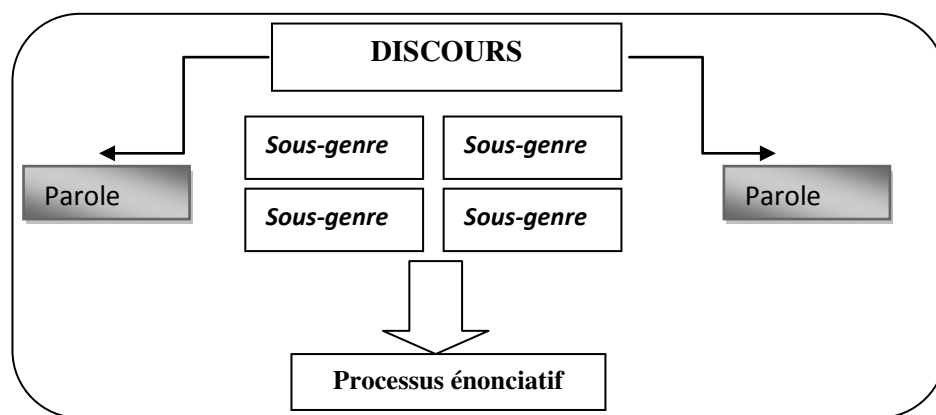 DISCOURS
Sous-genre
Sous-genre
Parole
Parole
Sous-genre
Sous-genre
Processus énonciatif